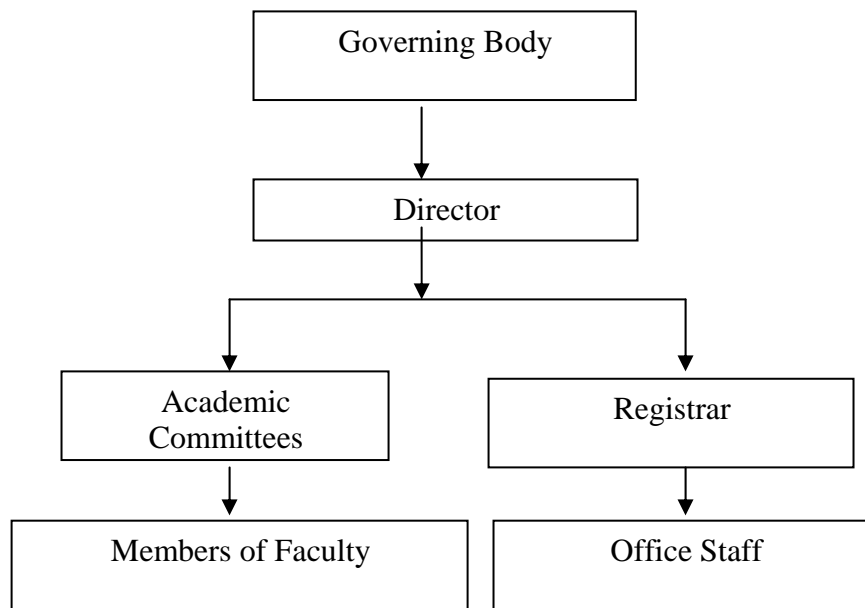 Governing Body
Director
Academic
Committees
Registrar
Members of Faculty
Office Staff